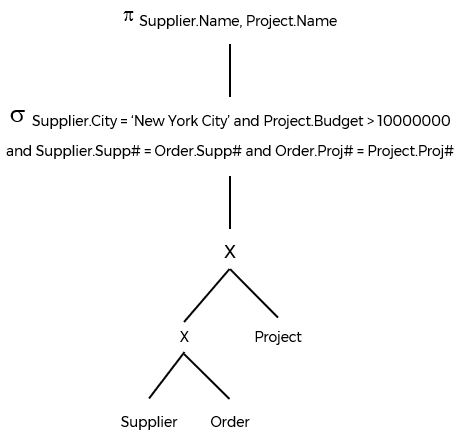 π Supplier.Name, Project.Name
σ Supplier.City = ‘New York City’ and Project.Budget > 10000000
and Supplier.Supp# = Order.Supp# and Order.Proj# = Project.Proj#
X
X Project
Supplier Order